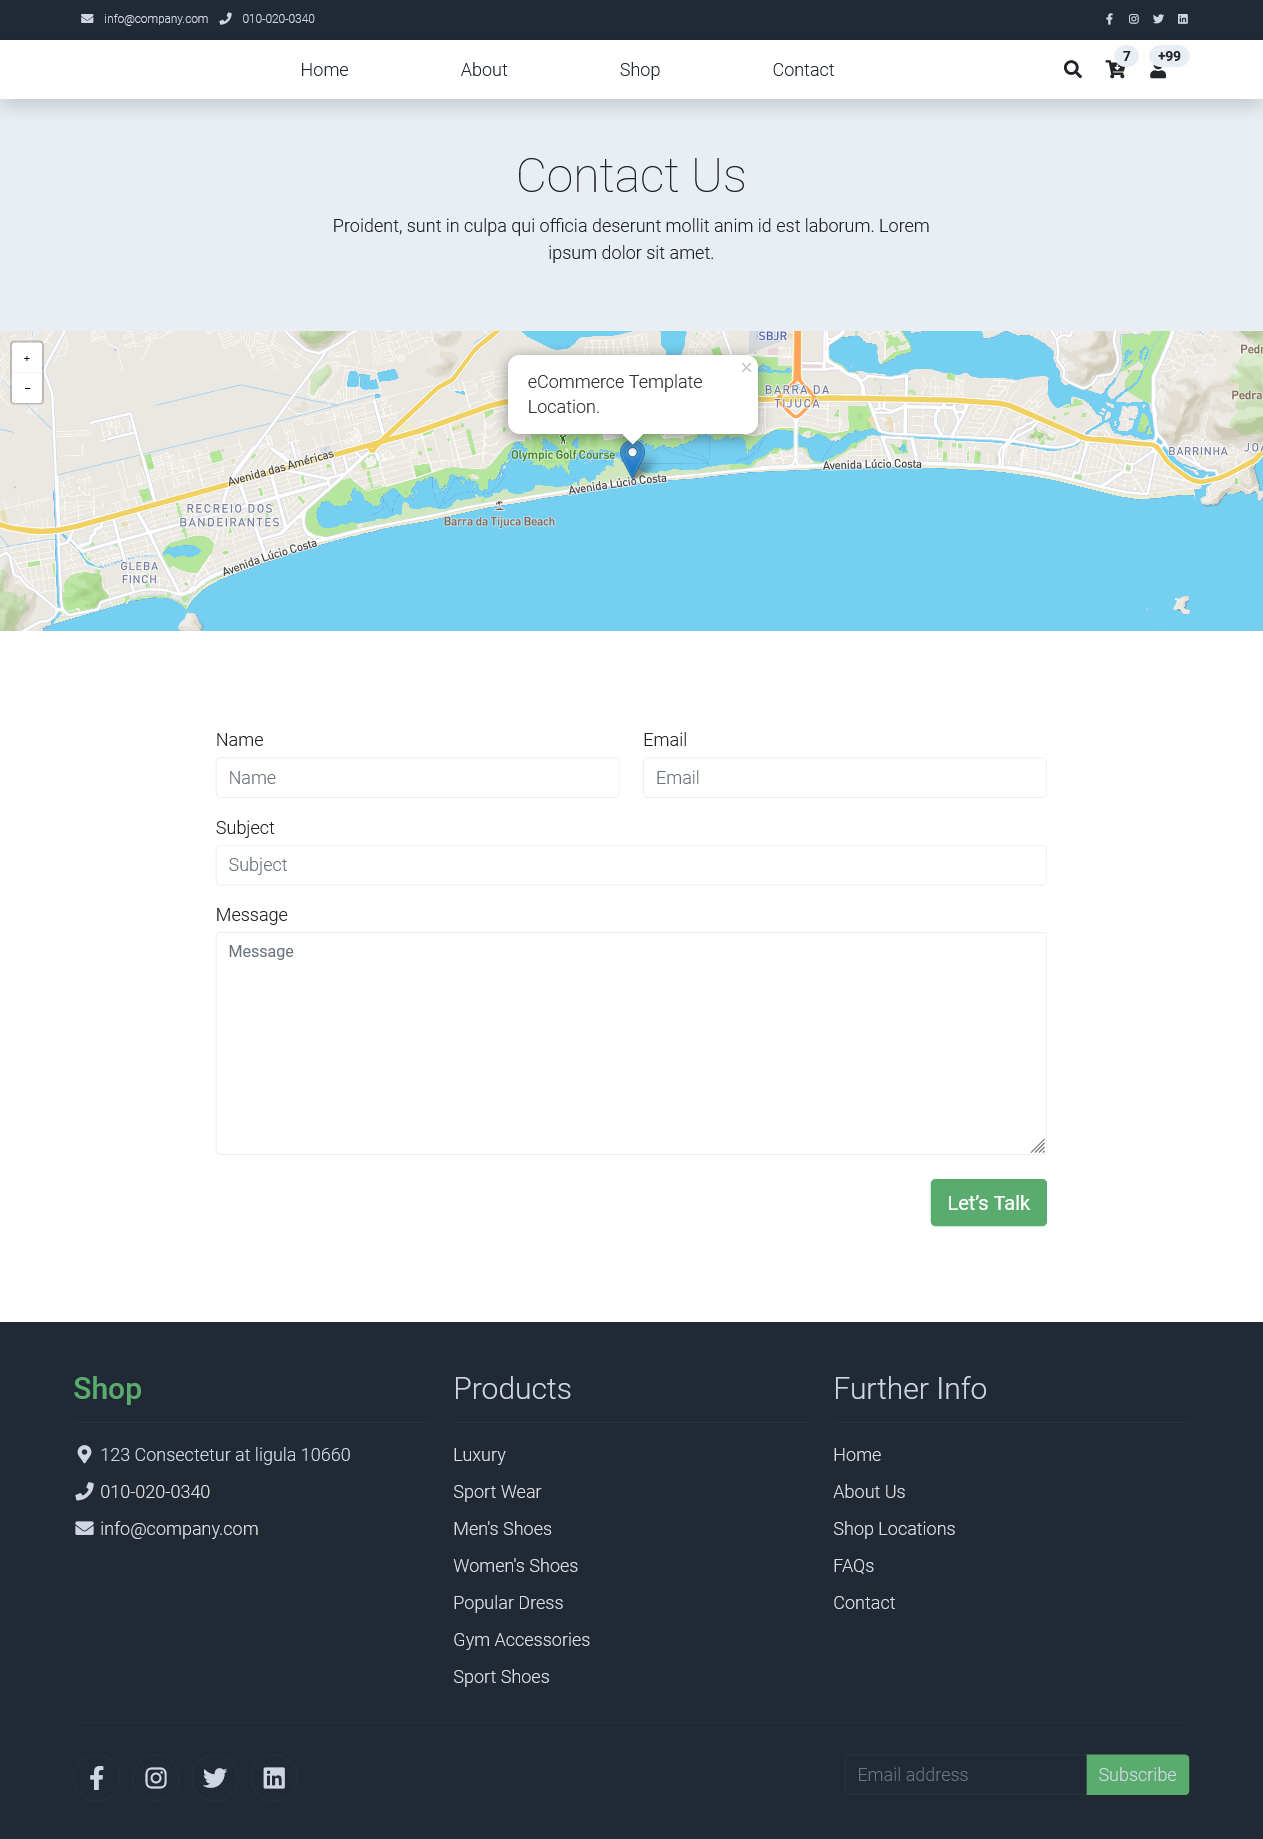 info@company.com 010-020-0340
Home About Shop Contact 7 +99
Contact Us
Proident, sunt in culpa qui officia deserunt mollit anim id est laborum. Lorem
ipsum dolor sit amet.
+
−
SBJR
eCommerce Template
Location.
×
BARRA DA
TIJUCA
Pedra
Olympic Golf Course
Avenida das Américas
Avenida Lúcio Costa
Avenida Lúcio Costa
BARRINHA
JOA
RECREIO DOS
BANDEIRANTES
Barra da Tijuca Beach
Avenida Lúcio Costa
GLEBA
FINCH
Name Email
Name Email
Subject
Subject
Message
Message
Let's Talk
Shop
123 Consectetur at ligula 10660
010-020-0340
info@company.com
Products
Luxury
Sport Wear
Men's Shoes
Women's Shoes
Popular Dress
Gym Accessories
Sport Shoes
Further Info
Home
About Us
Shop Locations
FAQs
Contact
Email address Subscribe